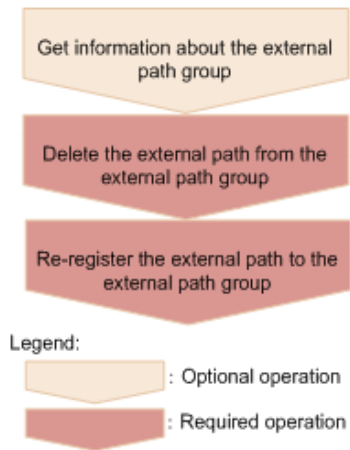 Get information about the external
path group
Delete the external path from the
external path group
Re-register the external path to the
external path group
Legend:
: Optional operation
: Required operation